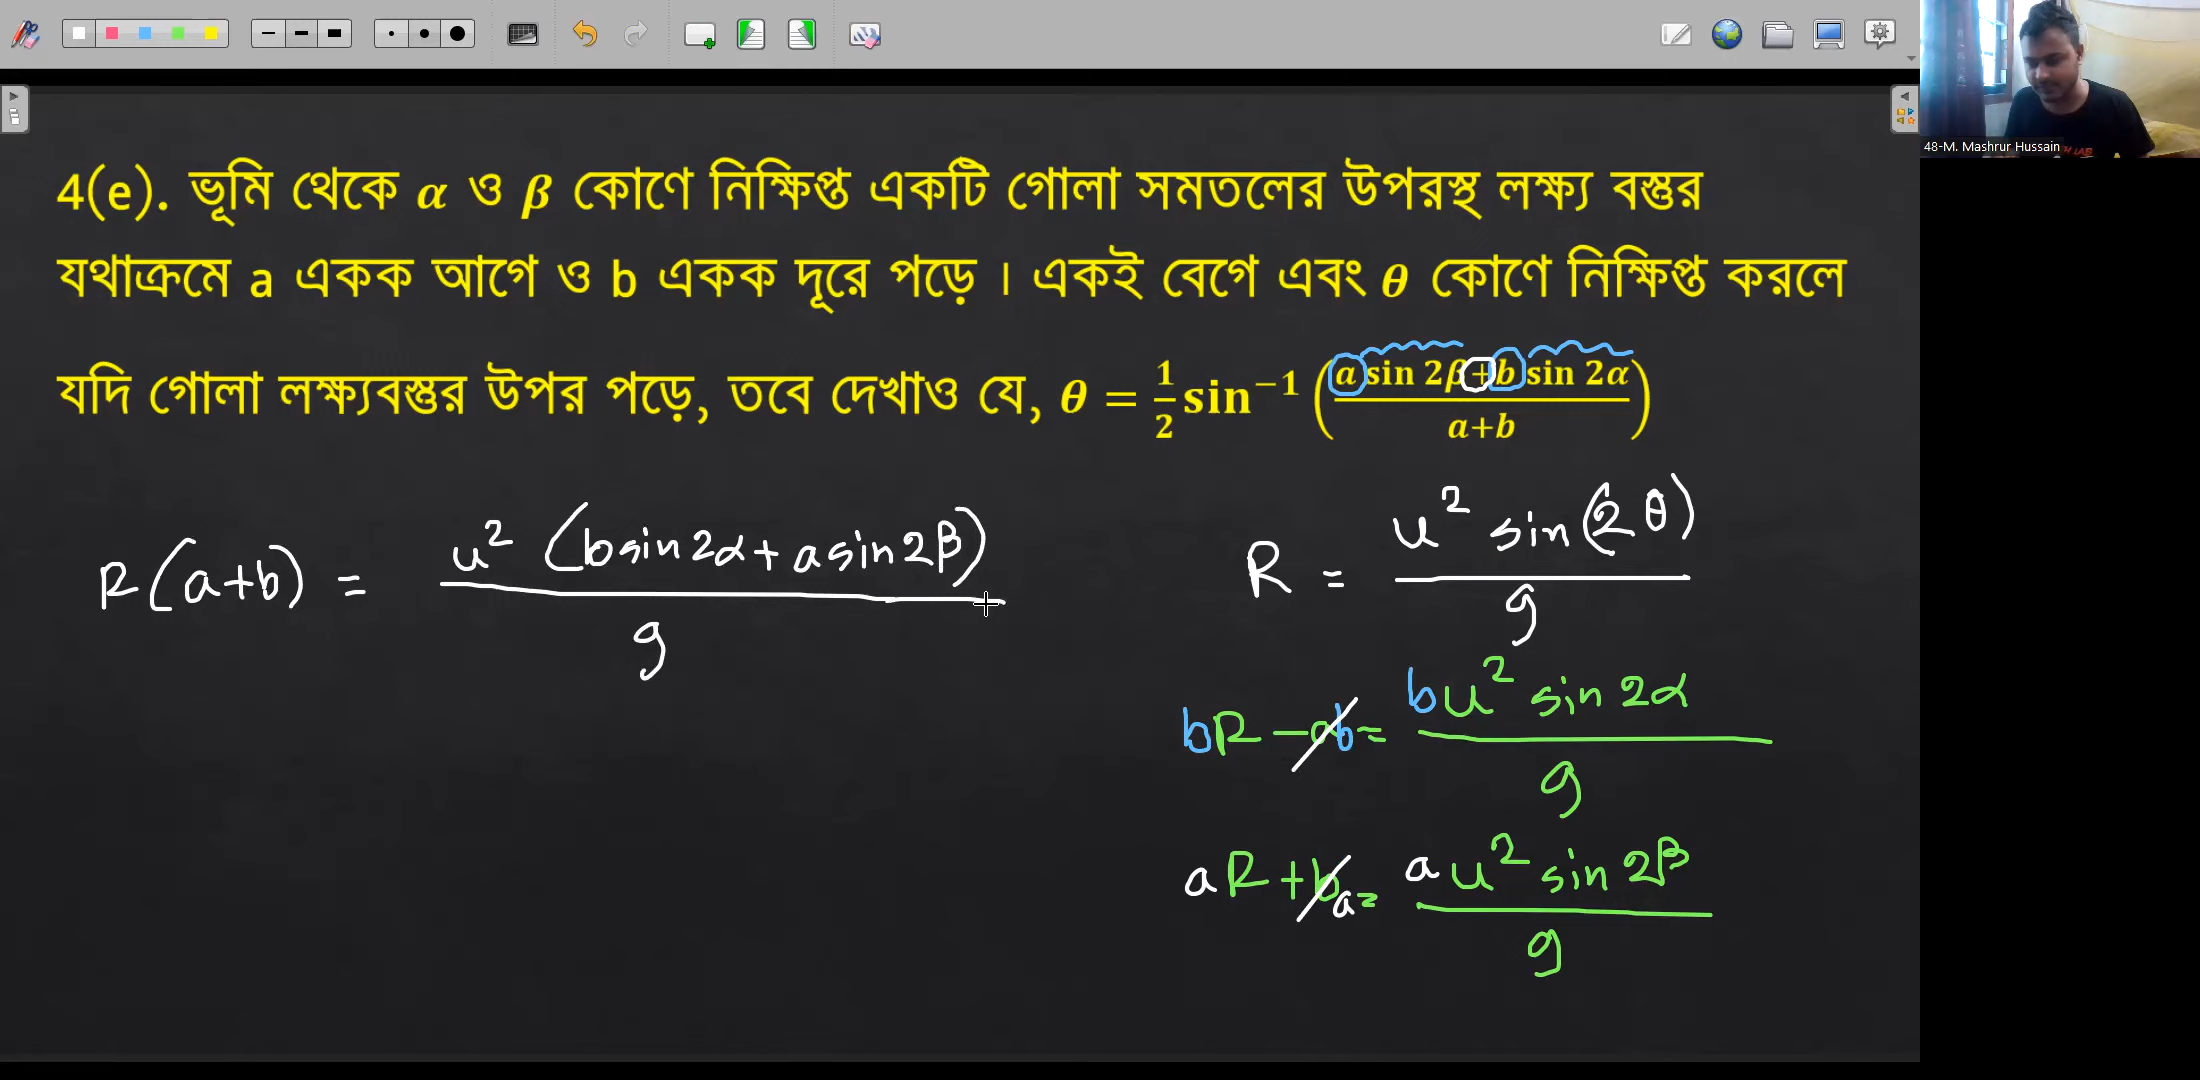 4(e). ভূমি থেকে α ও β কোণে নিক্ষিপ্ত একটি গোলা সমতলের উপরস্থ লক্ষ্য বস্তুর
যথাক্রমে a একক আগে ও b একক দূরে পড়ে । একই বেগে এবং θ কোণে নিক্ষিপ্ত করলে
যদি গোলা লক্ষ্যবস্তুর উপর পড়ে, তবে দেখাও যে, θ = 1/2 sin⁻¹ ((a sin 2β+b sin 2α)/(a+b))
R(a+b) = u² (b sin 2α + a sin 2β) / g
R = u² sin(2θ) / g
bR - ab = bu² sin 2α / g
aR + ba = au² sin 2β / g
48-M. Mashrur Hussain